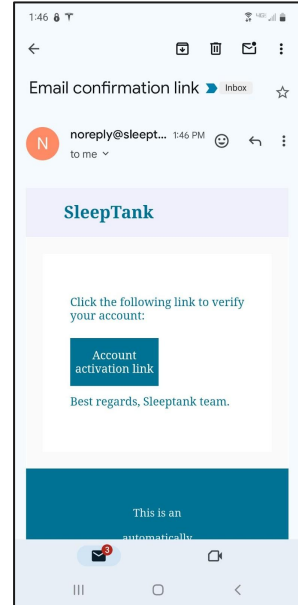 1:46
Email confirmation link Inbox
N
noreply@sleept... 1:46 PM
to me
SleepTank
Click the following link to verify
your account:
Account
activation link
Best regards, Sleeptank team.
This is an
automatically
3